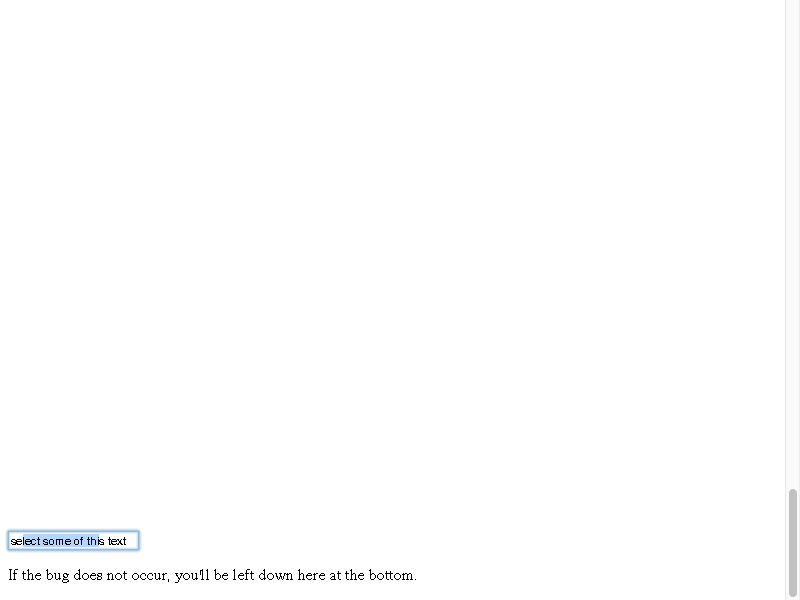 select some of this text
If the bug does not occur, you'll be left down here at the bottom.